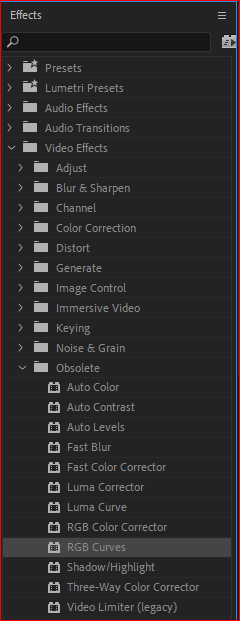 Effects
Presets
Lumetri Presets
Audio Effects
Audio Transitions
Video Effects
Adjust
Blur & Sharpen
Channel
Color Correction
Distort
Generate
Image Control
Immersive Video
Keying
Noise & Grain
Obsolete
Auto Color
Auto Contrast
Auto Levels
Fast Blur
Fast Color Corrector
Luma Corrector
Luma Curve
RGB Color Corrector
RGB Curves
Shadow/Highlight
Three-Way Color Corrector
Video Limiter (legacy)